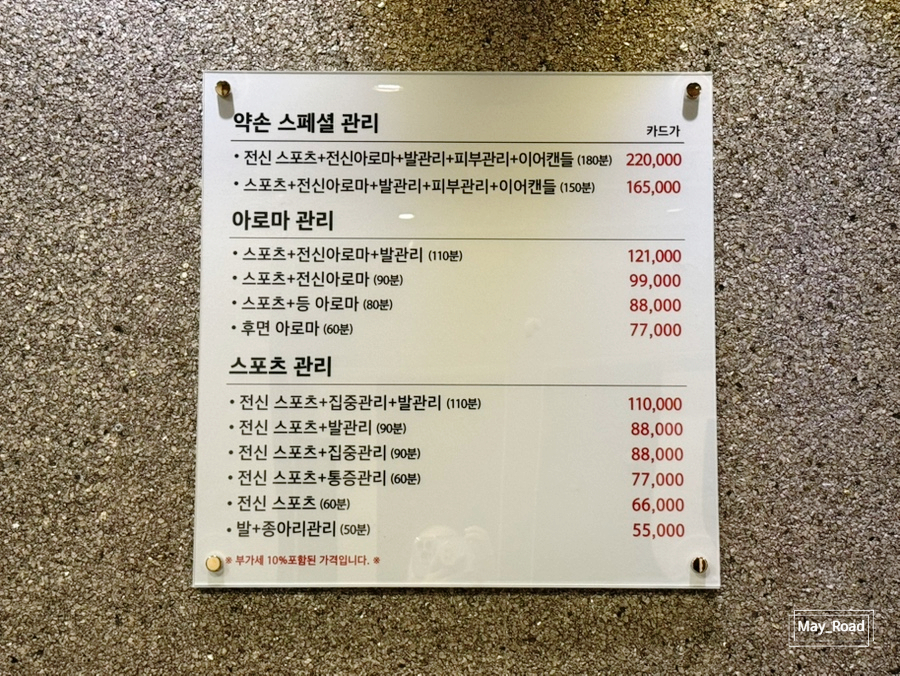 약손 스페셜 관리
카드가
• 전신 스포츠+전신아로마+발관리+피부관리+이어캔들 (180분) 220,000
• 스포츠+전신아로마+발관리+피부관리+이어캔들 (150분) 165,000
아로마 관리
• 스포츠+전신아로마+발관리 (110분) 121,000
• 스포츠+전신아로마 (90분) 99,000
• 스포츠+등 아로마 (80분) 88,000
• 후면 아로마 (60분) 77,000
스포츠 관리
• 전신 스포츠+집중관리+발관리 (110분) 110,000
• 전신 스포츠+발관리 (90분) 88,000
• 전신 스포츠+집중관리 (90분) 88,000
• 전신 스포츠+통증관리 (60분) 77,000
• 전신 스포츠 (60분) 66,000
• 발+종아리관리 (50분) 55,000
※ 부가세 10%포함된 가격입니다. ※
May_Road